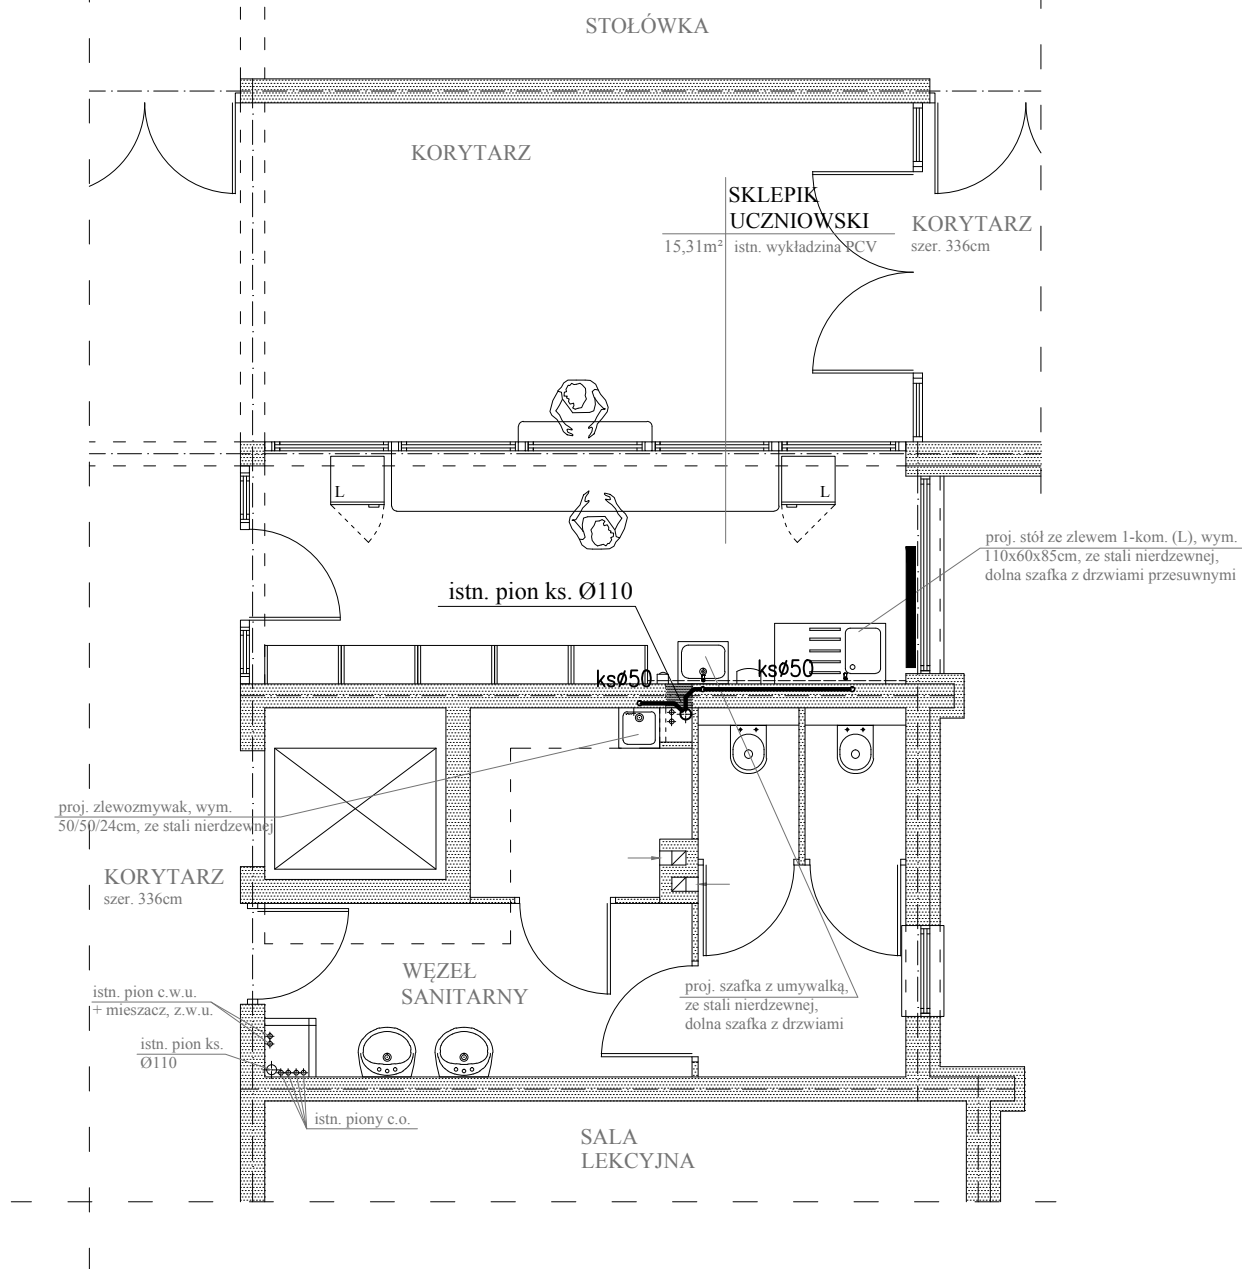 STOŁÓWKA
KORYTARZ
SKLEPIK
UCZNIOWSKI
15,31m² istn. wykładzina PCV
KORYTARZ
szer. 336cm
L
L
proj. stół ze zlewem 1-kom. (L), wym.
110x60x85cm, ze stali nierdzewnej,
dolna szafka z drzwiami przesuwnymi
istn. pion ks. Ø110
ksø50
ksø50
proj. zlewozmywak, wym.
50/50/24cm, ze stali nierdzewnej
KORYTARZ
szer. 336cm
WĘZEŁ
SANITARNY
proj. szafka z umywalką,
ze stali nierdzewnej,
dolna szafka z drzwiami
istn. pion c.w.u.
+ mieszacz, z.w.u.
istn. pion ks.
Ø110
istn. piony c.o.
SALA
LEKCYJNA